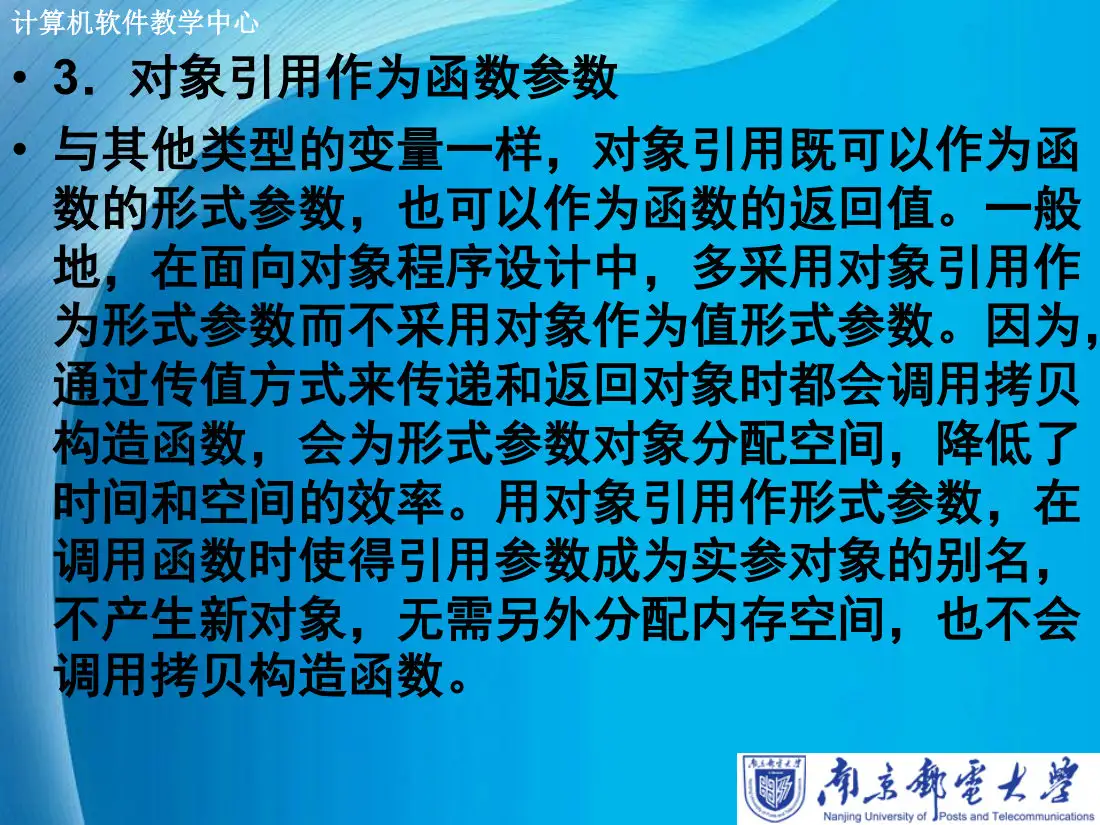 计算机软件教学中心
• 3．对象引用作为函数参数
• 与其他类型的变量一样，对象引用既可以作为函
数的形式参数，也可以作为函数的返回值。一般
地，在面向对象程序设计中，多采用对象引用作
为形式参数而不采用对象作为值形式参数。因为，
通过传值方式来传递和返回对象时都会调用拷贝
构造函数，会为形式参数对象分配空间，降低了
时间和空间的效率。用对象引用作形式参数，在
调用函数时使得引用参数成为实参对象的别名，
不产生新对象，无需另外分配内存空间，也不会
调用拷贝构造函数。
南京郵電大學
Nanjing University of Posts and Telecommunications